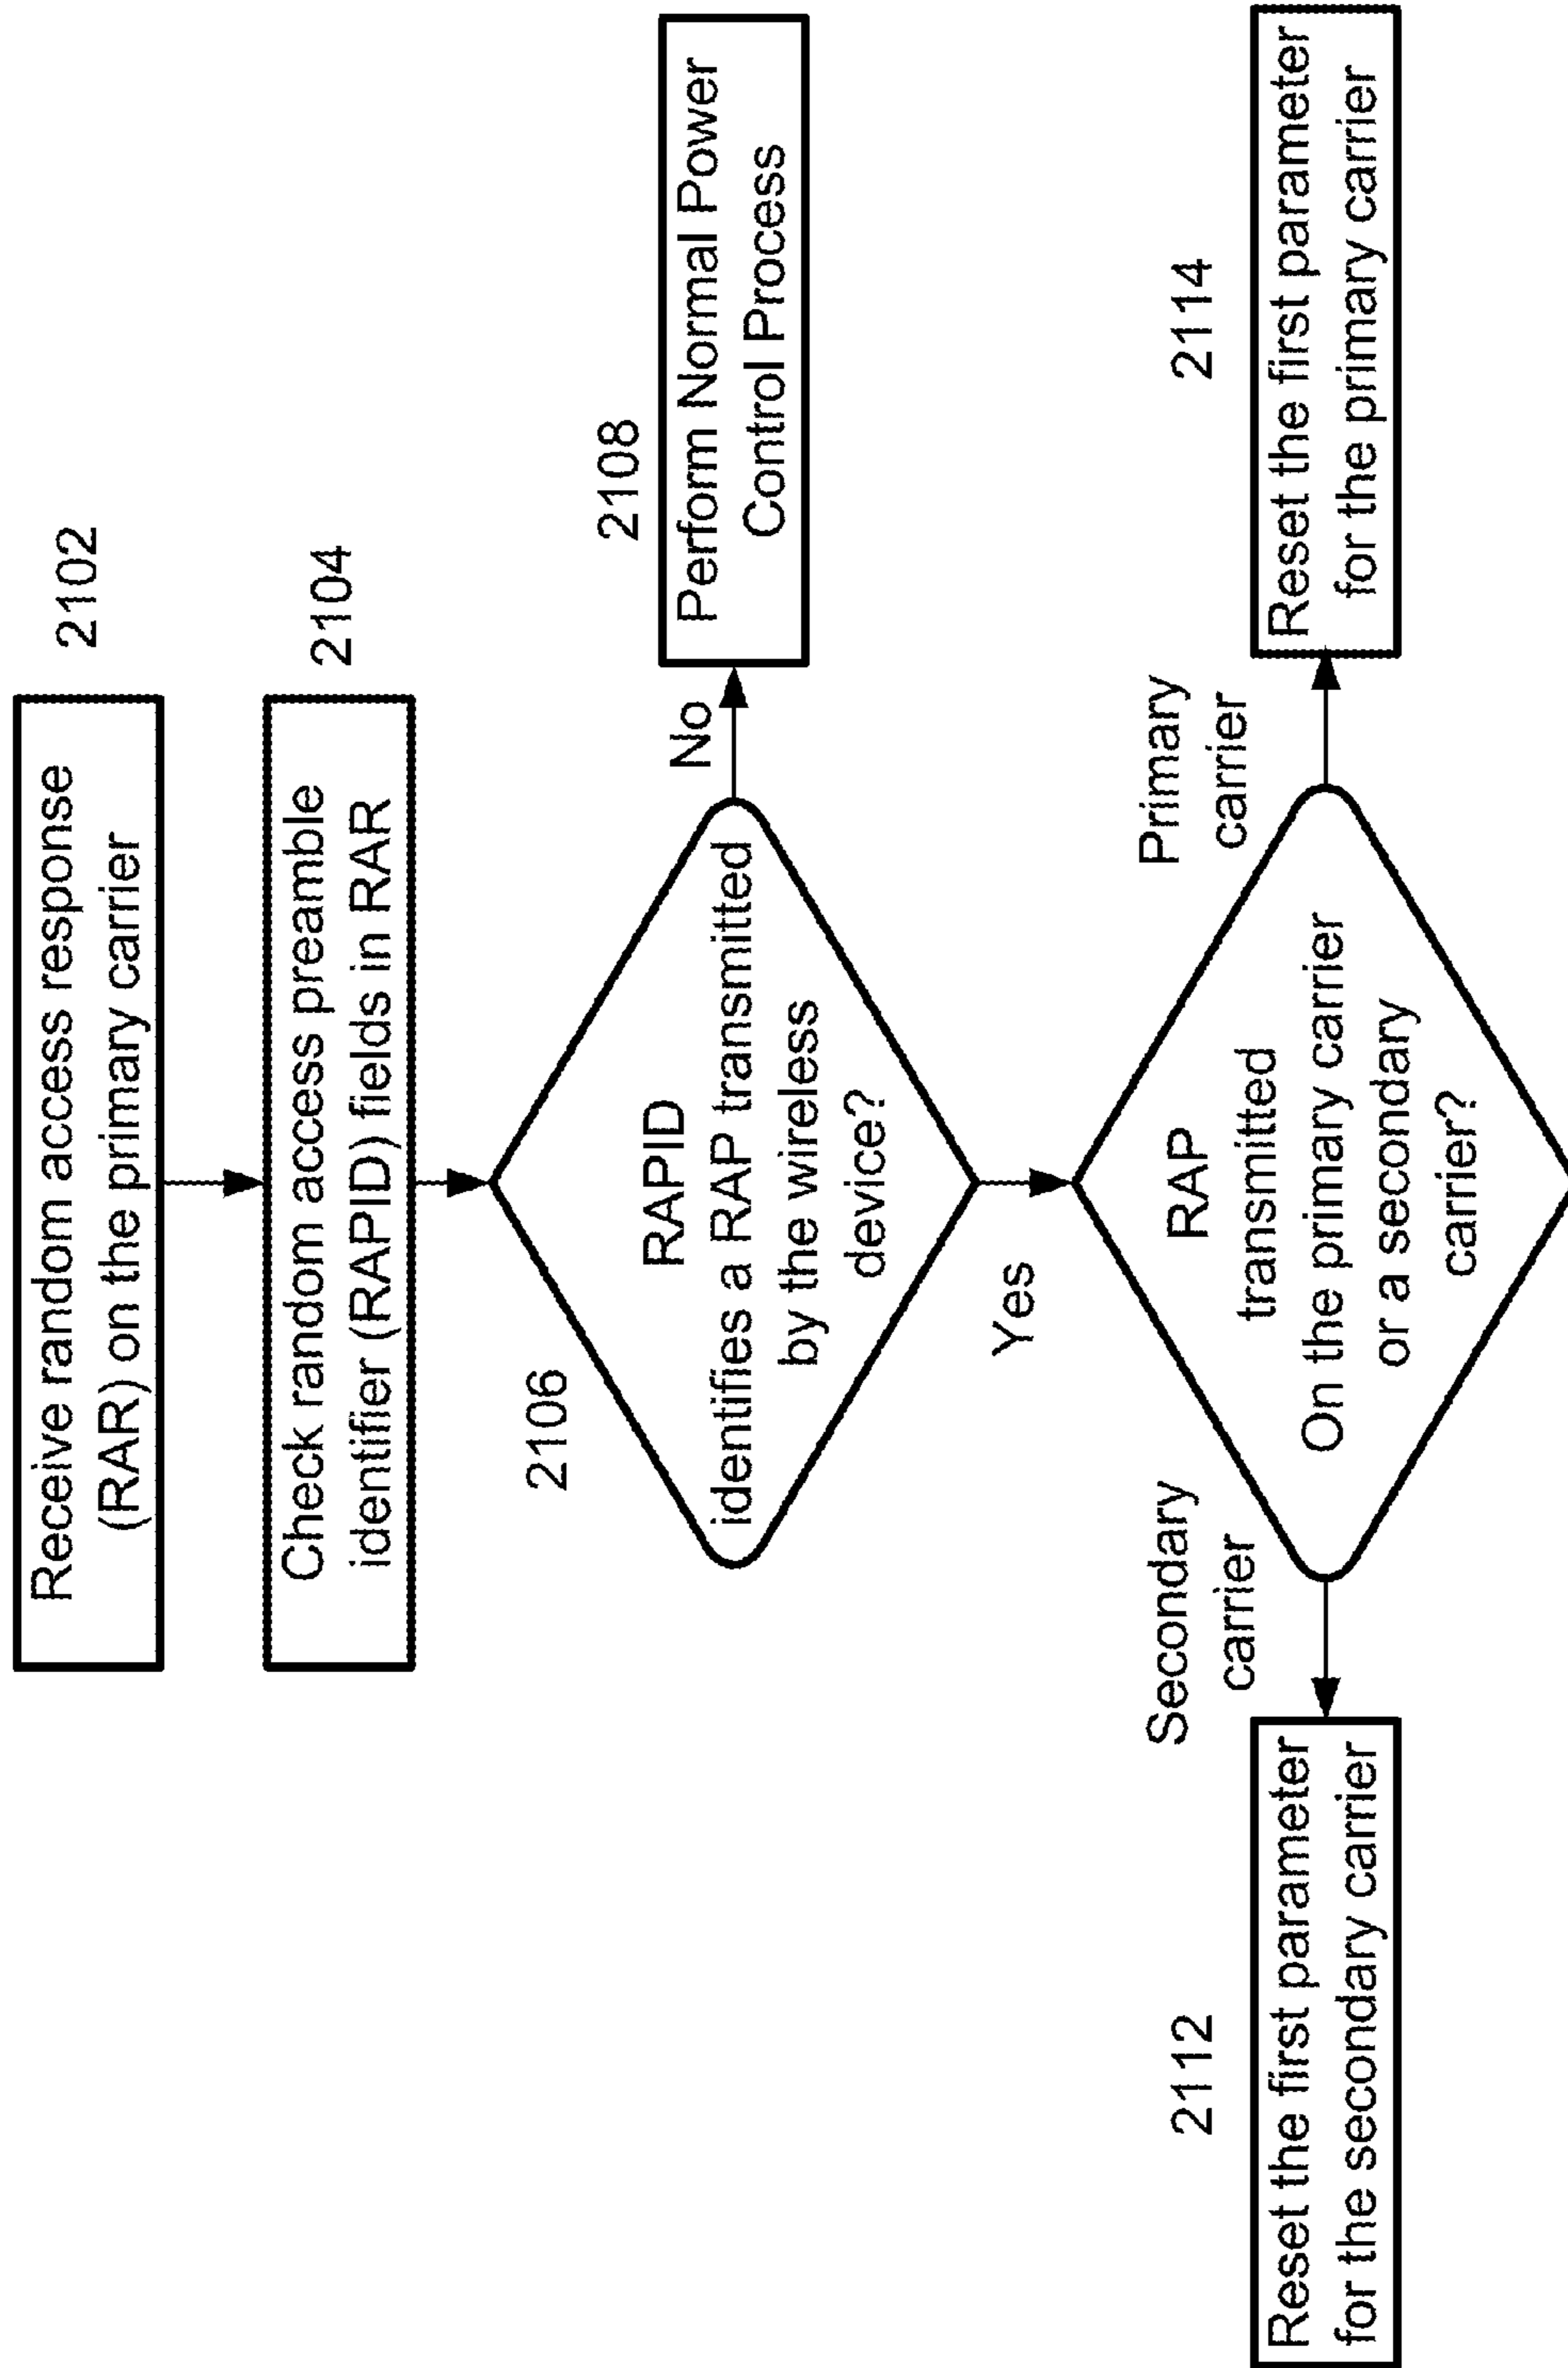 2102
Receive random access response
(RAR) on the primary carrier
2104
Check random access preamble
identifier (RAPID) fields in RAR
2106
RAPID
identifies a RAP transmitted
by the wireless
device?
No
2108
Perform Normal Power
Control Process
Yes
RAP
transmitted
On the primary carrier
or a secondary
carrier?
Secondary
carrier
2112
Reset the first parameter
for the secondary carrier
Primary
carrier
2114
Reset the first parameter
for the primary carrier